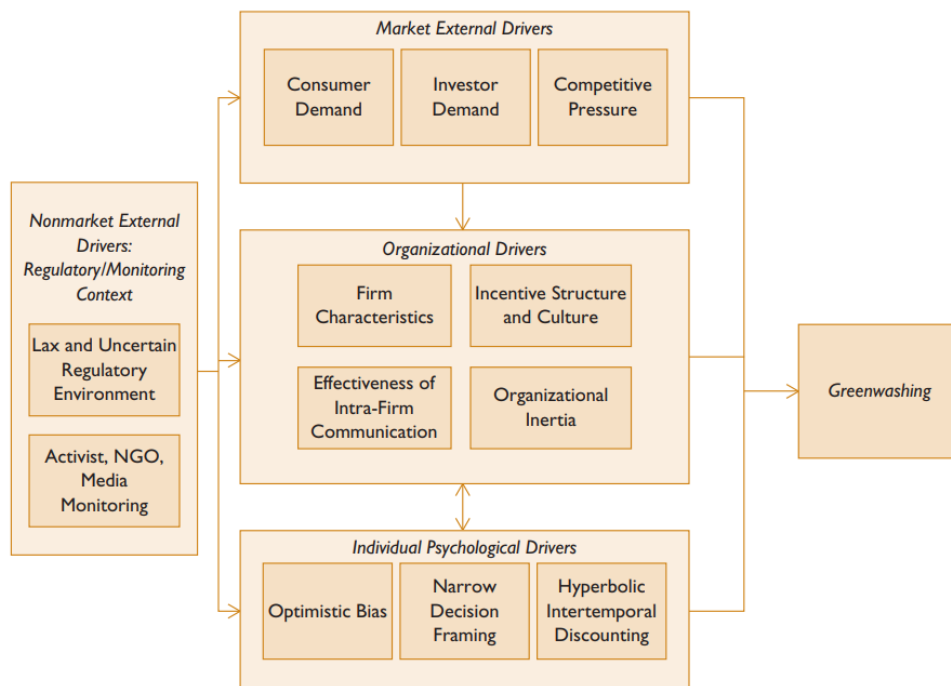 Market External Drivers
Consumer
Demand
Investor
Demand
Competitive
Pressure
Nonmarket External
Drivers:
Regulatory/Monitoring
Context
Lax and Uncertain
Regulatory
Environment
Activist, NGO,
Media
Monitoring
Organizational Drivers
Firm
Characteristics
Incentive Structure
and Culture
Effectiveness of
Intra-Firm
Communication
Organizational
Inertia
Individual Psychological Drivers
Optimistic Bias
Narrow
Decision
Framing
Hyperbolic
Intertemporal
Discounting
Greenwashing